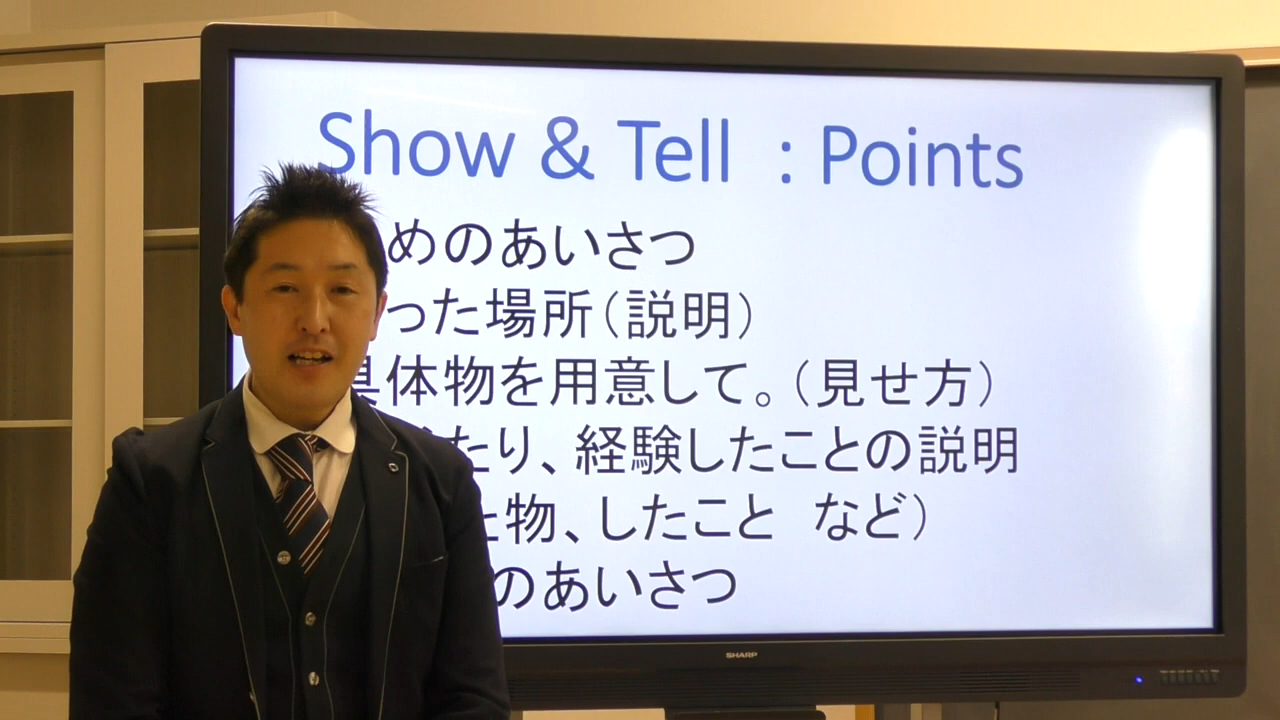 Show & Tell : Points
めのあいさつ
った場所（説明）
具体物を用意して。（見せ方）
たり、経験したことの説明
た物、したこと など）
のあいさつ
SHARP